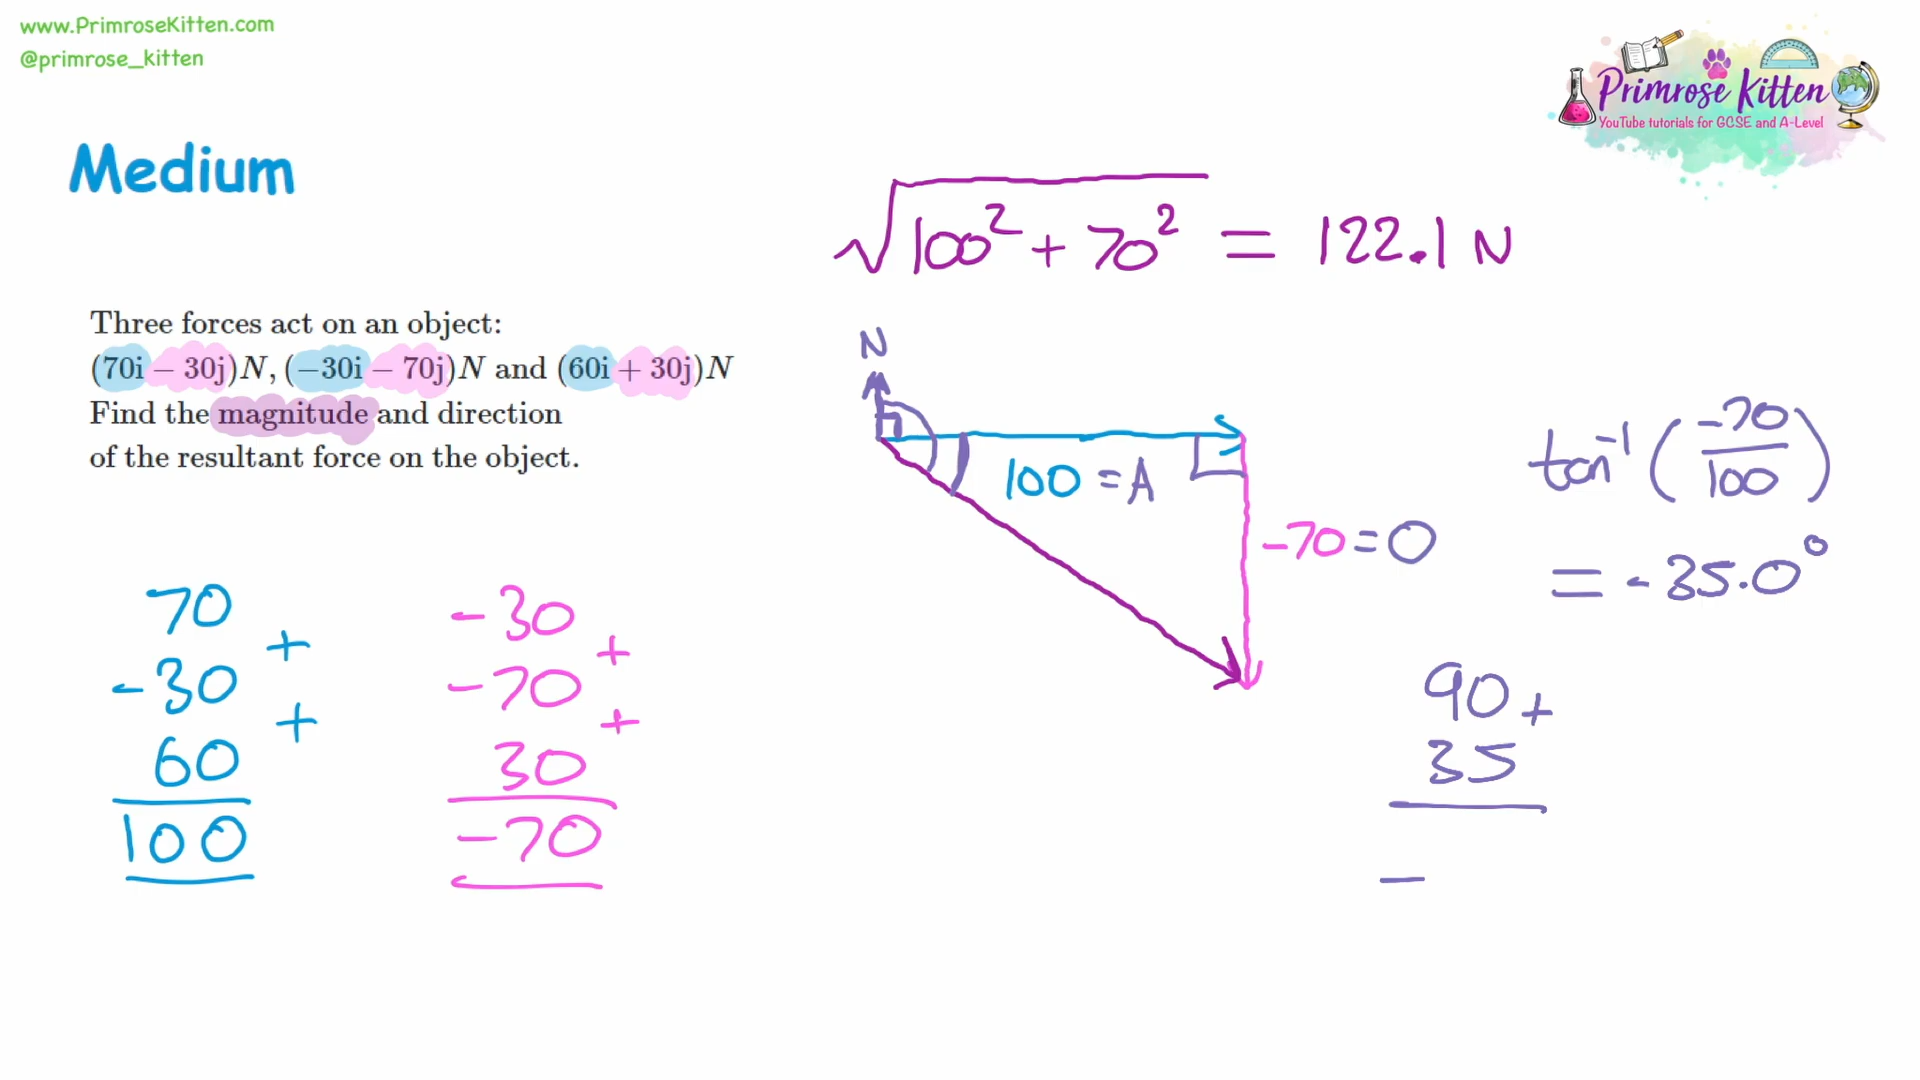 www.PrimroseKitten.com
@primrose_kitten
Primrose Kitten
YouTube tutorials for GCSE and A-Level
Medium
Three forces act on an object:
(70i − 30j)N, (−30i − 70j)N and (60i + 30j)N
Find the magnitude and direction
of the resultant force on the object.
70
+
-30
+
60
100
-30
+
-70
+
30
-70
√100² + 70² = 122.1 N
N
100 = A
-70 = O
tan⁻¹ (-70/100)
= -35.0°
90 +
35
–